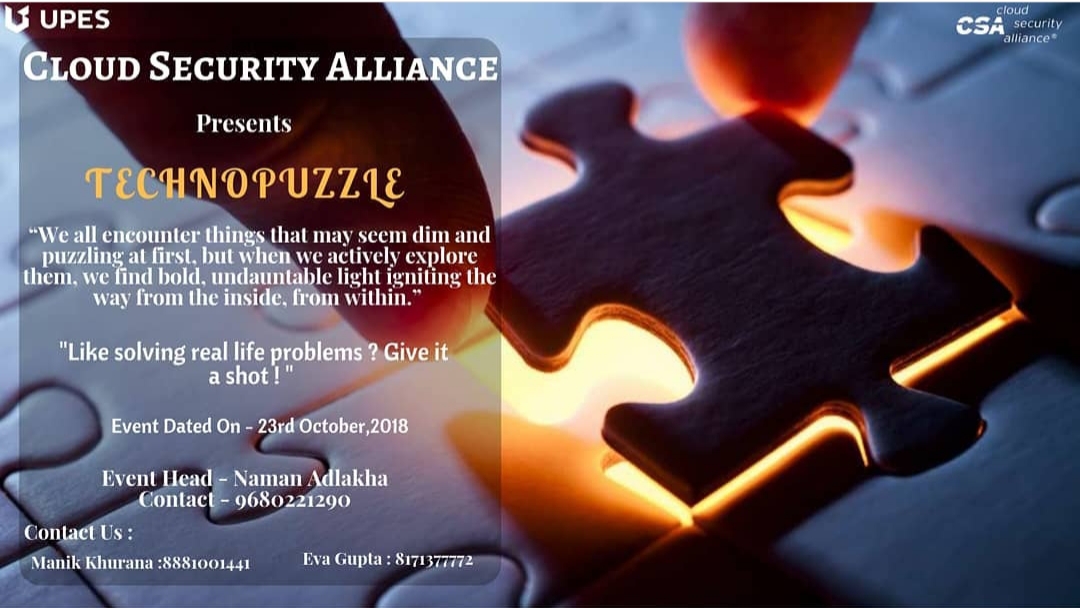 UPES
CSA cloud
security
alliance®
CLOUD SECURITY ALLIANCE
Presents
TECHNOPUZZLE
“We all encounter things that may seem dim and
puzzling at first, but when we actively explore
them, we find bold, undauntable light igniting the
way from the inside, from within.”
"Like solving real life problems ? Give it
a shot ! "
Event Dated On - 23rd October,2018
Event Head - Naman Adlakha
Contact - 9680221290
Contact Us :
Manik Khurana :8881001441
Eva Gupta : 8171377772